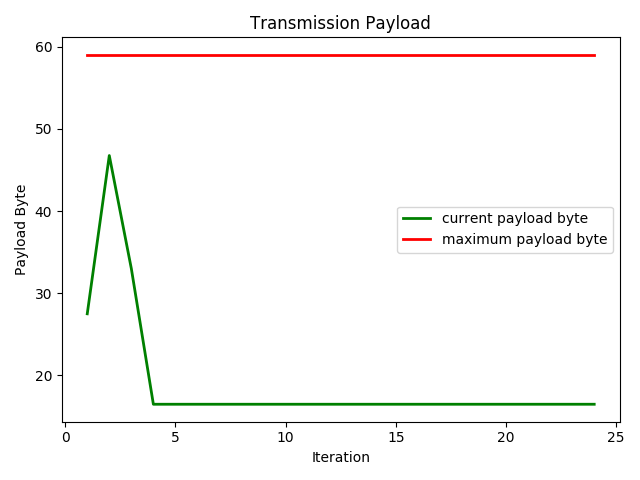 Transmission Payload
Payload Byte
60
50
40
30
20
current payload byte
maximum payload byte
0
5
10
15
20
25
Iteration